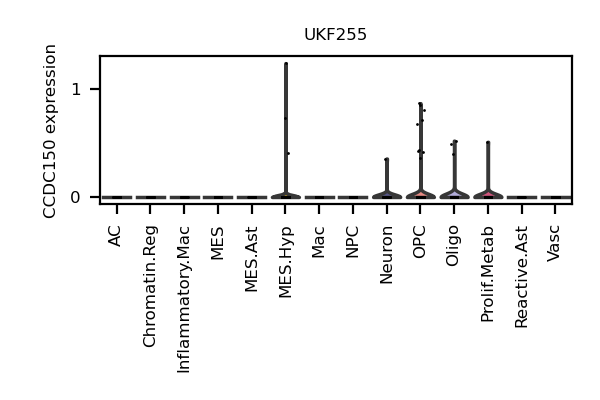 UKF255
CCDC150 expression
1
0
AC
Chromatin.Reg
Inflammatory.Mac
MES
MES.Ast
MES.Hyp
Mac
NPC
Neuron
OPC
Oligo
Prolif.Metab
Reactive.Ast
Vasc